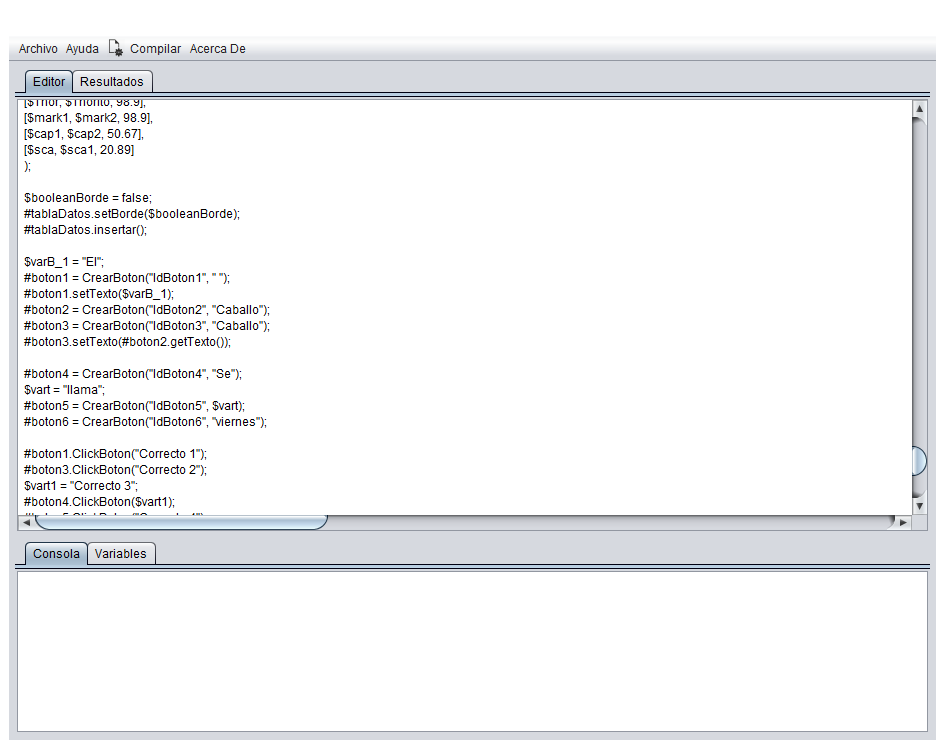 Archivo Ayuda Compilar Acerca De
Editor Resultados
[$Thor, $Thorito, 98.9],
[$mark1, $mark2, 98.9],
[$cap1, $cap2, 50.67],
[$sca, $sca1, 20.89]
);
$booleanBorde = false;
#tablaDatos.setBorde($booleanBorde);
#tablaDatos.insertar();
$varB_1 = "El";
#boton1 = CrearBoton("IdBoton1", " ");
#boton1.setTexto($varB_1);
#boton2 = CrearBoton("IdBoton2", "Caballo");
#boton3 = CrearBoton("IdBoton3", "Caballo");
#boton3.setTexto(#boton2.getTexto());
#boton4 = CrearBoton("IdBoton4", "Se");
$vart = "llama";
#boton5 = CrearBoton("IdBoton5", $vart);
#boton6 = CrearBoton("IdBoton6", "viernes");
#boton1.ClickBoton("Correcto 1");
#boton3.ClickBoton("Correcto 2");
$vart1 = "Correcto 3";
#boton4.ClickBoton($vart1);
Consola Variables